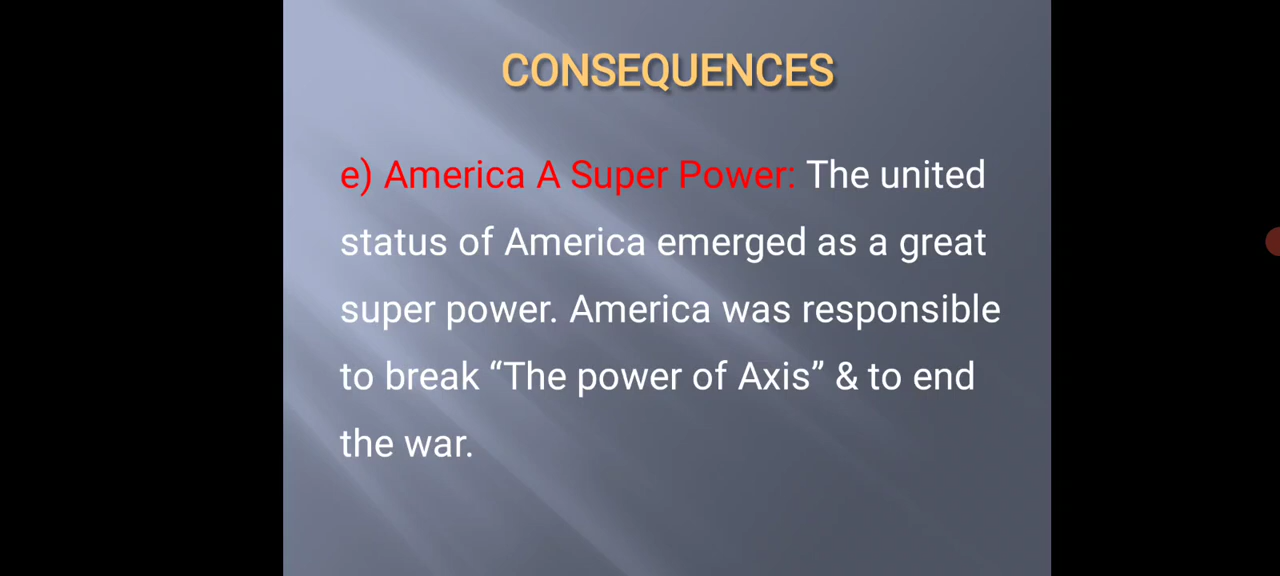 CONSEQUENCES
e) America A Super Power: The united
status of America emerged as a great
super power. America was responsible
to break “The power of Axis” & to end
the war.